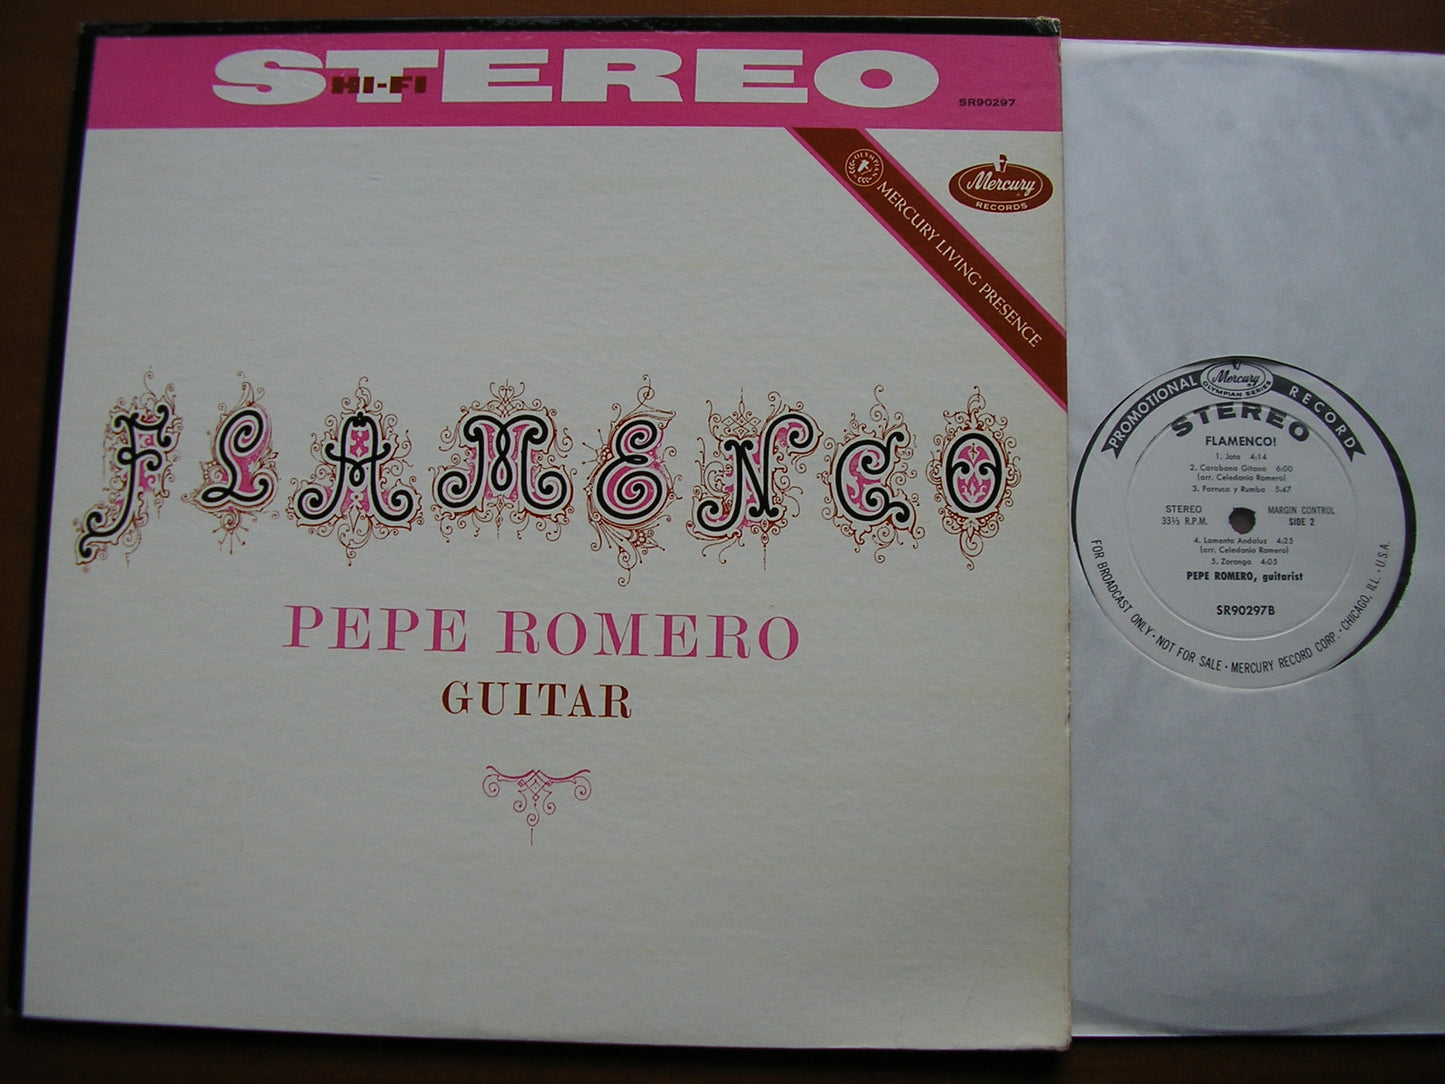 STEREO
HI-FI
SR90297
OLYMPIAN
MERCURY LIVING PRESENCE
Mercury
RECORDS
FLAMENCO
PEPE ROMERO
GUITAR
PROMOTIONAL RECORD
Mercury
OLYMPIAN SERIES
STEREO
FLAMENCO!
1. Jota 4:14
2. Carabana Gitana 6:00
(arr. Celedonio Romero)
3. Farruca y Rumba 5:47
STEREO MARGIN CONTROL
33⅓ R.P.M. SIDE 2
4. Lamento Andaluz 4:25
(arr. Celedonio Romero)
5. Zorongo 4:05
PEPE ROMERO, guitarist
SR90297B
FOR BROADCAST ONLY · NOT FOR SALE · MERCURY RECORD CORP. · CHICAGO, ILL. · U.S.A.